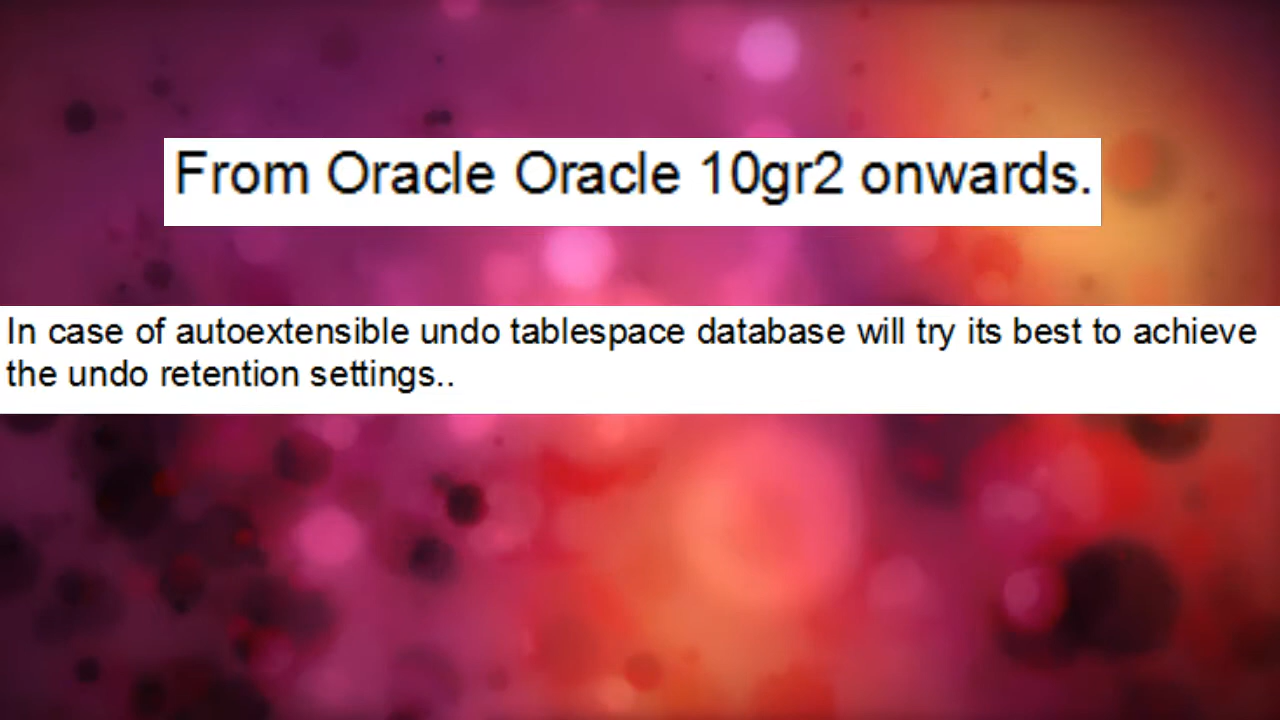 From Oracle Oracle 10gr2 onwards.
In case of autoextensible undo tablespace database will try its best to achieve
the undo retention settings..